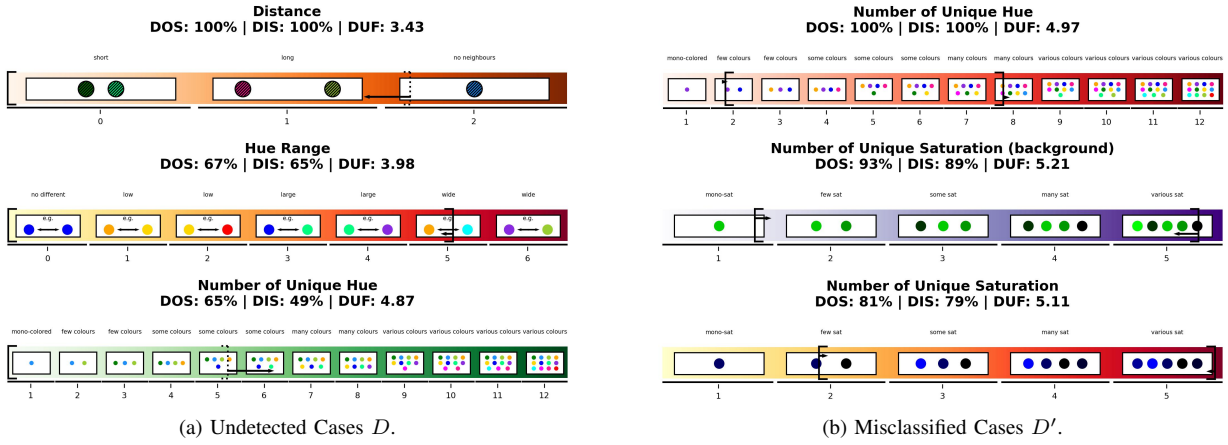 Distance
DOS: 100% | DIS: 100% | DUF: 3.43
short long no neighbours
0 1 2
Hue Range
DOS: 67% | DIS: 65% | DUF: 3.98
no different low low large large wide wide
e.g. e.g. e.g. e.g. e.g. e.g. e.g.
0 1 2 3 4 5 6
Number of Unique Hue
DOS: 65% | DIS: 49% | DUF: 4.87
mono-colored few colours few colours some colours some colours some colours many colours many colours various colours various colours various colours various colours
1 2 3 4 5 6 7 8 9 10 11 12
(a) Undetected Cases D.
Number of Unique Hue
DOS: 100% | DIS: 100% | DUF: 4.97
mono-colored few colours few colours some colours some colours some colours many colours many colours various colours various colours various colours various colours
1 2 3 4 5 6 7 8 9 10 11 12
Number of Unique Saturation (background)
DOS: 93% | DIS: 89% | DUF: 5.21
mono-sat few sat some sat many sat various sat
1 2 3 4 5
Number of Unique Saturation
DOS: 81% | DIS: 79% | DUF: 5.11
mono-sat few sat some sat many sat various sat
1 2 3 4 5
(b) Misclassified Cases D′.